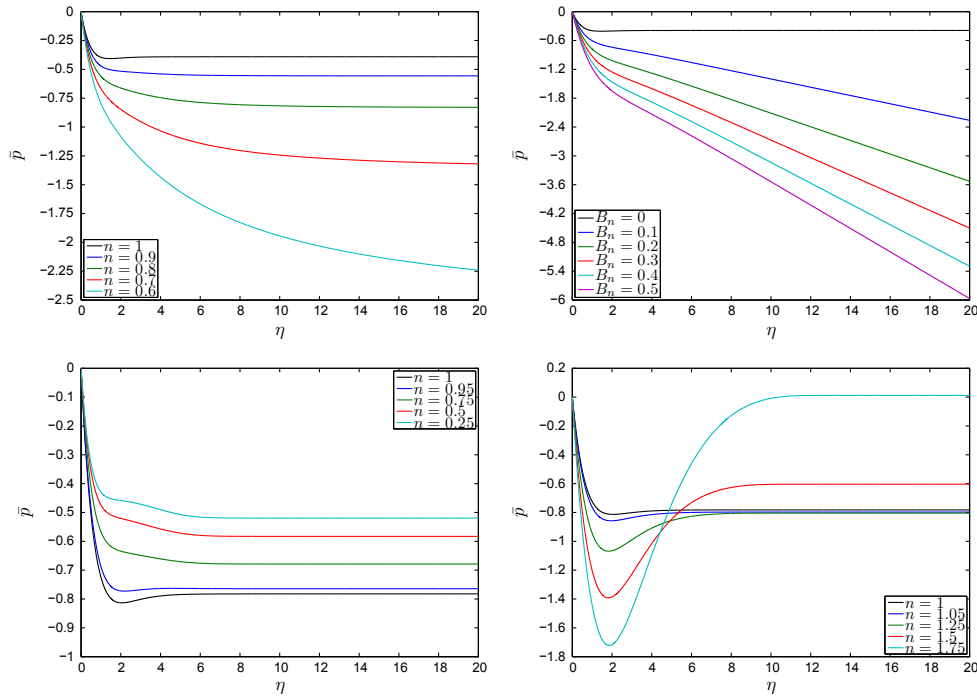 0
−0.25
−0.5
−0.75
−1
−1.25
−1.5
−1.75
−2
−2.25
−2.5
p̄
n = 1
n = 0.9
n = 0.8
n = 0.7
n = 0.6
0 2 4 6 8 10 12 14 16 18 20
η
0
−0.6
−1.2
−1.8
−2.4
−3
−3.6
−4.2
−4.8
−5.4
−6
p̄
Bn = 0
Bn = 0.1
Bn = 0.2
Bn = 0.3
Bn = 0.4
Bn = 0.5
0 2 4 6 8 10 12 14 16 18 20
η
0
−0.1
−0.2
−0.3
−0.4
−0.5
−0.6
−0.7
−0.8
−0.9
−1
p̄
n = 1
n = 0.95
n = 0.75
n = 0.5
n = 0.25
0 2 4 6 8 10 12 14 16 18 20
η
0.2
0
−0.2
−0.4
−0.6
−0.8
−1
−1.2
−1.4
−1.6
−1.8
p̄
n = 1
n = 1.05
n = 1.25
n = 1.5
n = 1.75
0 2 4 6 8 10 12 14 16 18 20
η